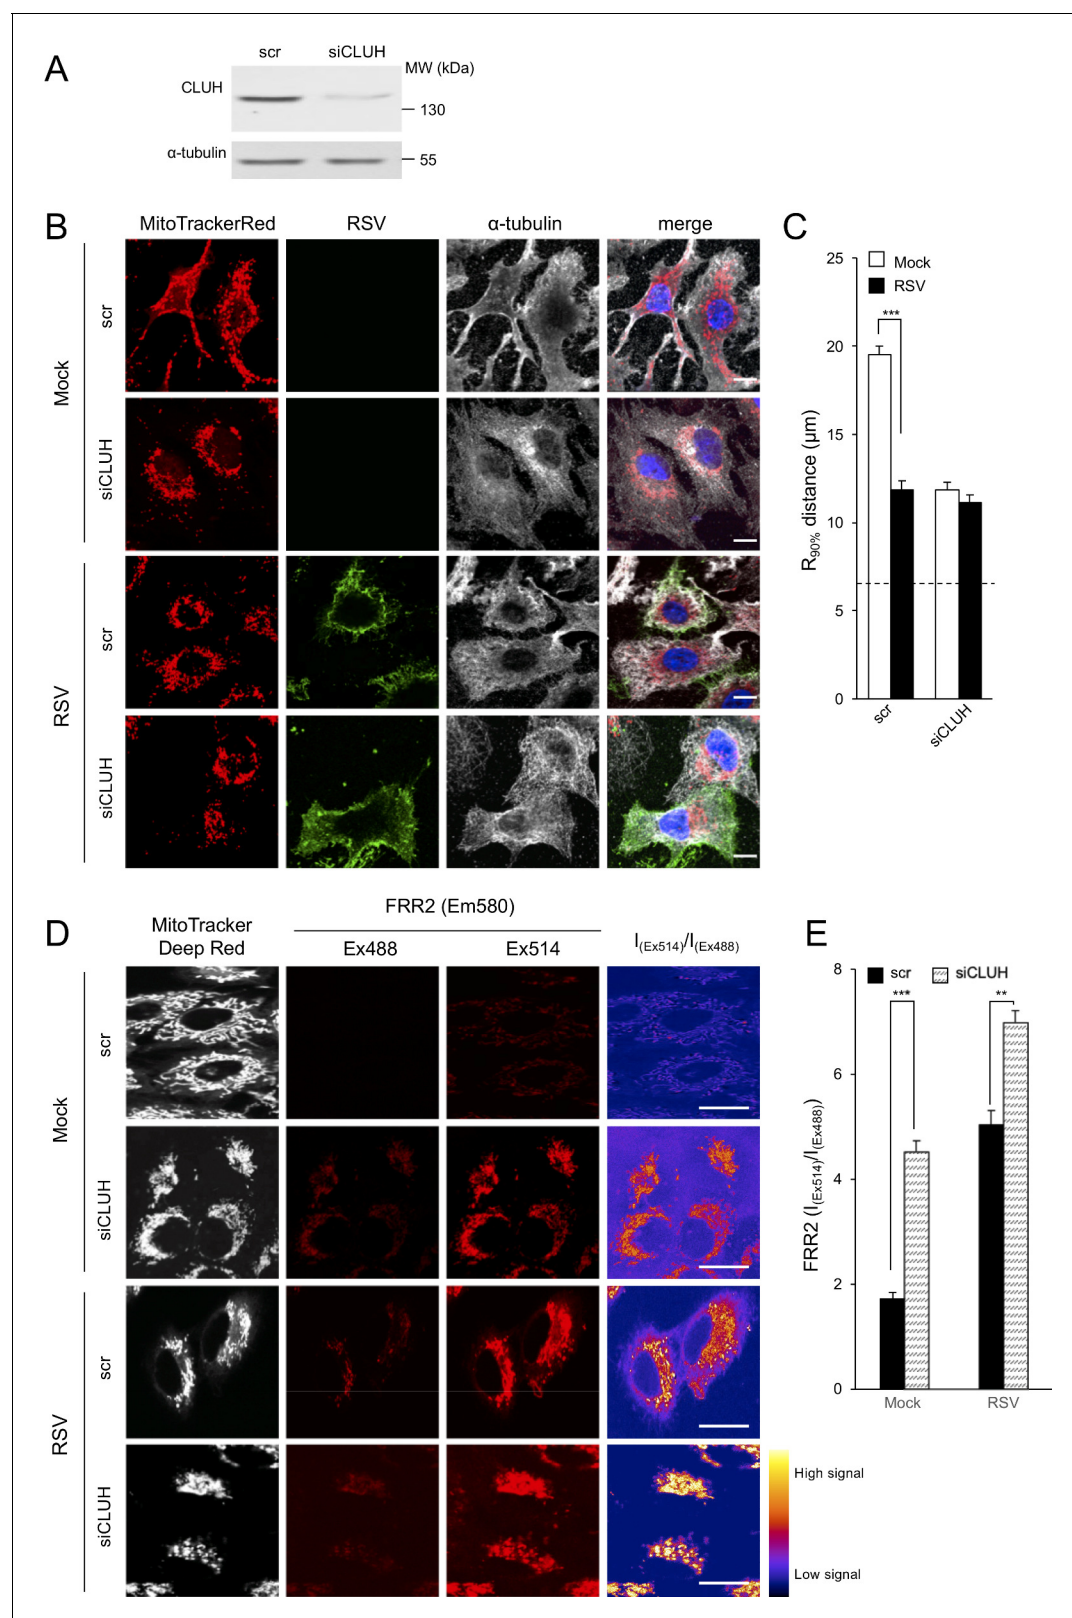 A
scr siCLUH
MW (kDa)
CLUH
130
α-tubulin
55
B
MitoTrackerRed RSV α-tubulin merge
Mock
scr
siCLUH
RSV
scr
siCLUH
C
25
20
15
10
5
0
R90% distance (μm)
Mock
RSV
***
scr
siCLUH
D
MitoTracker
Deep Red
FRR2 (Em580)
Ex488 Ex514
I(Ex514)/I(Ex488)
Mock
scr
siCLUH
RSV
scr
siCLUH
High signal
Low signal
E
8
6
4
2
0
FRR2 (I(Ex514)/I(Ex488))
scr siCLUH
***
**
Mock RSV